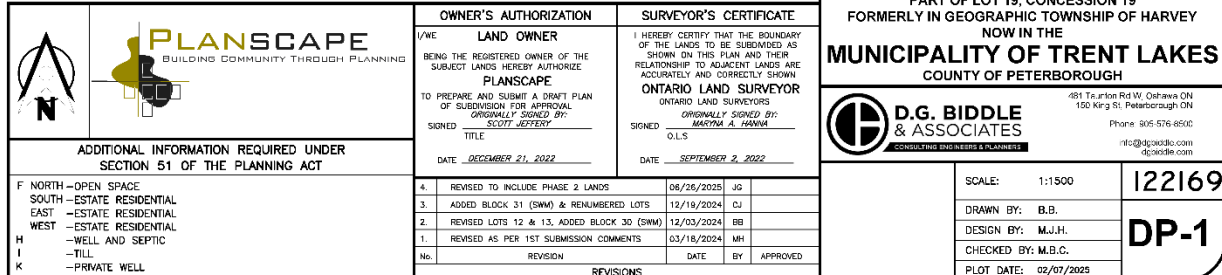 N
PLANSCAPE
BUILDING COMMUNITY THROUGH PLANNING
ADDITIONAL INFORMATION REQUIRED UNDER
SECTION 51 OF THE PLANNING ACT
F NORTH -OPEN SPACE
SOUTH -ESTATE RESIDENTIAL
EAST -ESTATE RESIDENTIAL
WEST -ESTATE RESIDENTIAL
H -WELL AND SEPTIC
I -TILL
K -PRIVATE WELL
OWNER'S AUTHORIZATION
I/WE LAND OWNER
BEING THE REGISTERED OWNER OF THE
SUBJECT LANDS HEREBY AUTHORIZE
PLANSCAPE
TO PREPARE AND SUBMIT A DRAFT PLAN
OF SUBDIVISION FOR APPROVAL
ORIGINALLY SIGNED BY:
SIGNED SCOTT JEFFERY
TITLE
DATE DECEMBER 21, 2022
SURVEYOR'S CERTIFICATE
I HEREBY CERTIFY THAT THE BOUNDARY
OF THE LANDS TO BE SUBDIVIDED AS
SHOWN ON THIS PLAN AND THEIR
RELATIONSHIP TO ADJACENT LANDS ARE
ACCURATELY AND CORRECTLY SHOWN
ONTARIO LAND SURVEYOR
ONTARIO LAND SURVEYORS
ORIGINALLY SIGNED BY:
SIGNED MARYNA A. HANNA
O.L.S
DATE SEPTEMBER 2, 2022
4. REVISED TO INCLUDE PHASE 2 LANDS 06/26/2025 JG
3. ADDED BLOCK 31 (SWM) & RENUMBERED LOTS 12/19/2024 CJ
2. REVISED LOTS 12 & 13, ADDED BLOCK 30 (SWM) 12/03/2024 BB
1. REVISED AS PER 1ST SUBMISSION COMMENTS 03/18/2024 MH
No. REVISION DATE BY APPROVED
REVISIONS
PART OF LOT 19, CONCESSION 19
FORMERLY IN GEOGRAPHIC TOWNSHIP OF HARVEY
NOW IN THE
MUNICIPALITY OF TRENT LAKES
COUNTY OF PETERBOROUGH
D.G. BIDDLE
& ASSOCIATES
CONSULTING ENGINEERS & PLANNERS
481 Taunton Rd W, Oshawa ON
150 King St, Peterborough ON
Phone: 905-576-8500
info@dgbiddle.com
dgbiddle.com
SCALE: 1:1500
DRAWN BY: B.B.
DESIGN BY: M.J.H.
CHECKED BY: M.B.C.
PLOT DATE: 02/07/2025
122169
DP-1